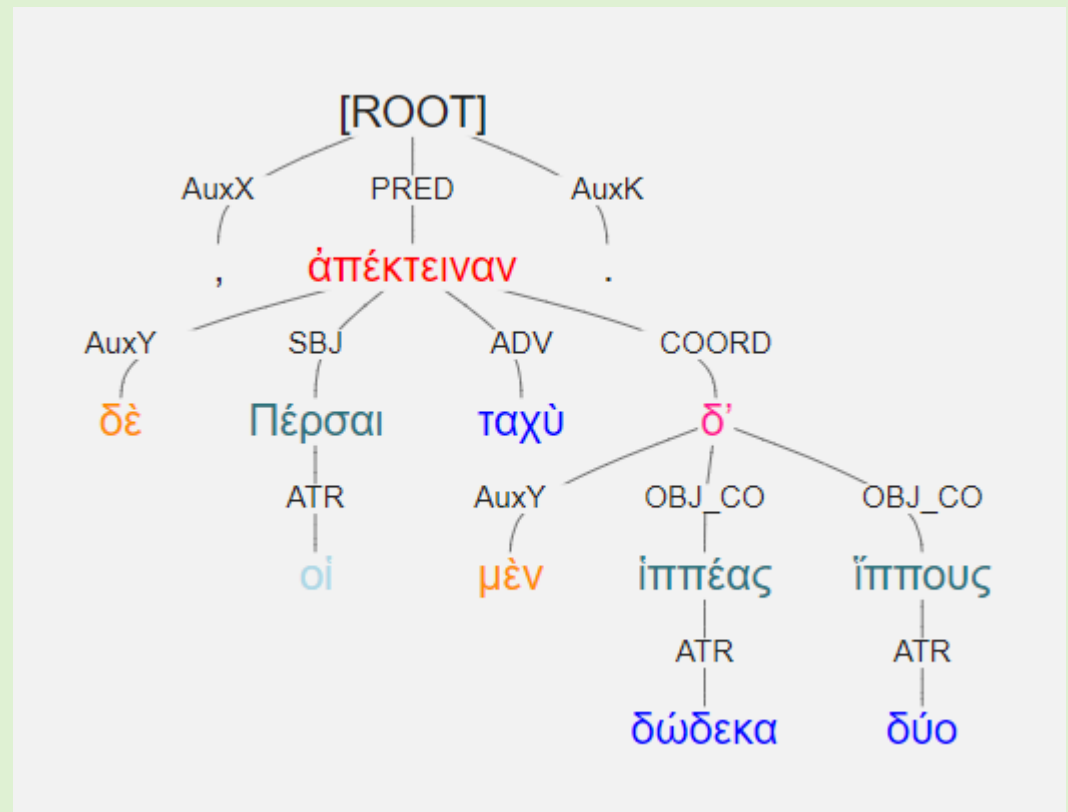 [ROOT]
AuxX PRED AuxK
, ἀπέκτειναν .
AuxY SBJ ADV COORD
δὲ Πέρσαι ταχὺ δ’
ATR AuxY OBJ_CO OBJ_CO
οἱ μὲν ἱππέας ἵππους
ATR ATR
δώδεκα δύο